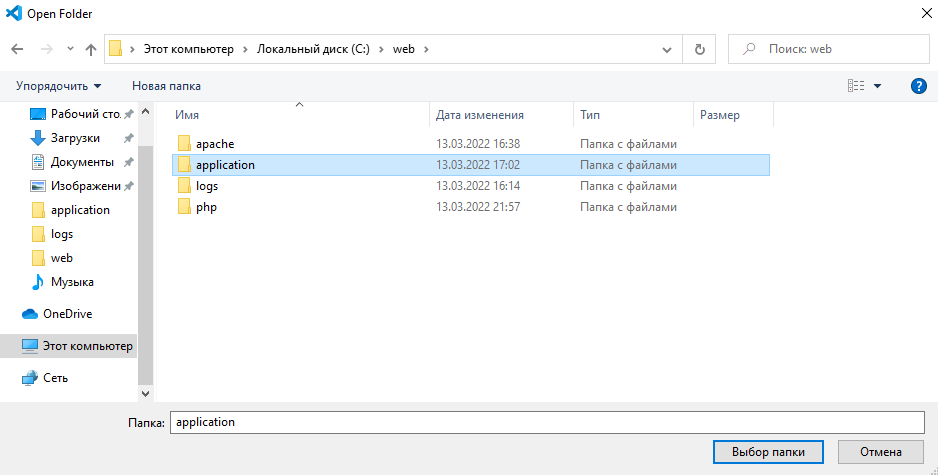 Open Folder
Этот компьютер Локальный диск (C:) web
Поиск: web
Упорядочить Новая папка
Имя Дата изменения Тип Размер
Рабочий сто.
Загрузки
Документы
Изображени
application
logs
web
Музыка
OneDrive
Этот компьютер
Сеть
apache 13.03.2022 16:38 Папка с файлами
application 13.03.2022 17:02 Папка с файлами
logs 13.03.2022 16:14 Папка с файлами
php 13.03.2022 21:57 Папка с файлами
Папка: application
Выбор папки Отмена